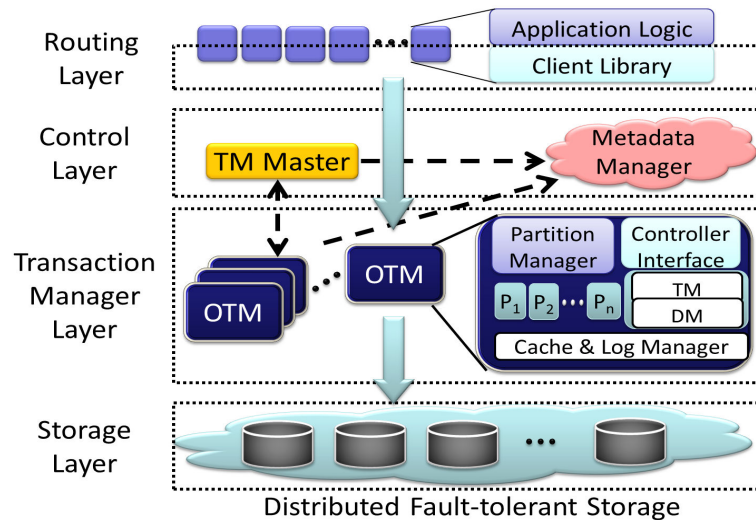 Routing
Layer
Application Logic
Client Library
Control
Layer
TM Master
Metadata
Manager
Transaction
Manager
Layer
OTM
OTM
Partition
Manager
Controller
Interface
P1 P2 Pn
TM
DM
Cache & Log Manager
Storage
Layer
Distributed Fault-tolerant Storage